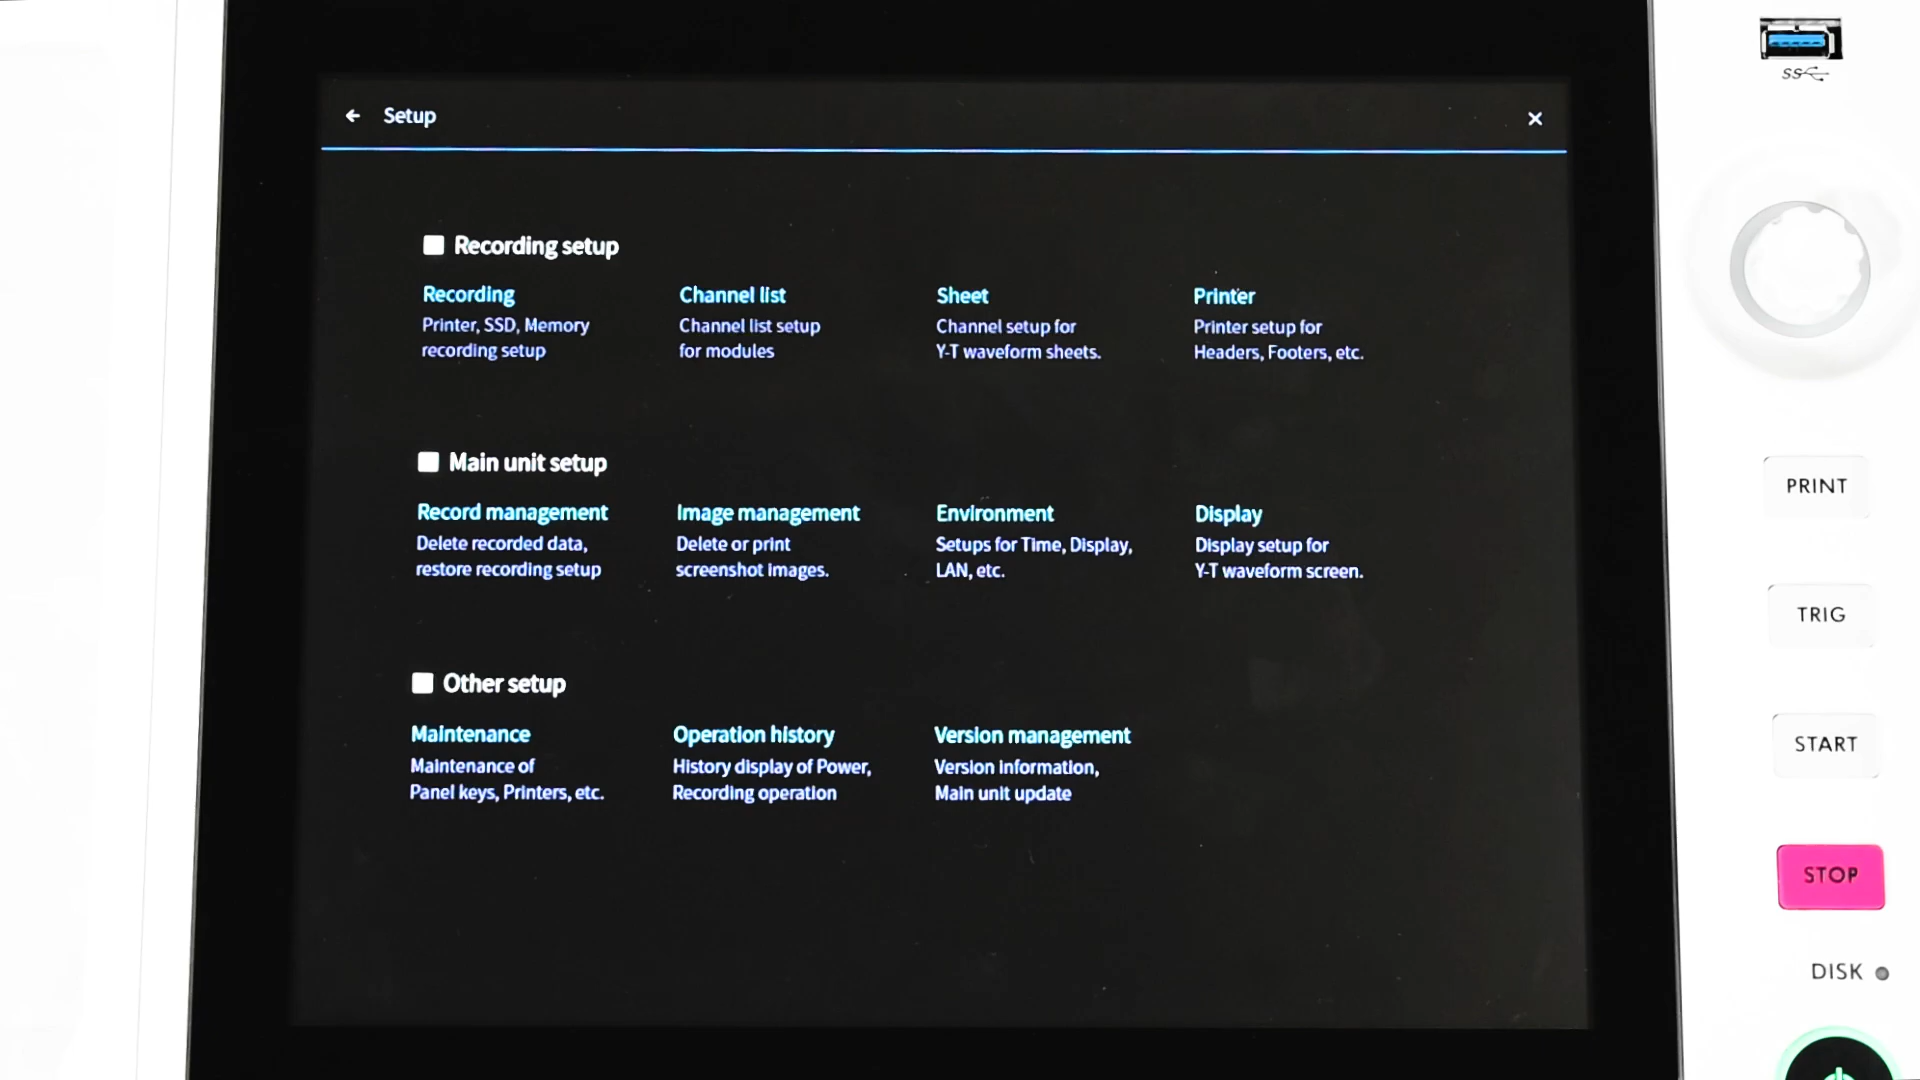 Setup
Recording setup
Recording
Printer, SSD, Memory
recording setup
Channel list
Channel list setup
for modules
Sheet
Channel setup for
Y-T waveform sheets.
Printer
Printer setup for
Headers, Footers, etc.
Main unit setup
Record management
Delete recorded data,
restore recording setup
Image management
Delete or print
screenshot images.
Environment
Setups for Time, Display,
LAN, etc.
Display
Display setup for
Y-T waveform screen.
Other setup
Maintenance
Maintenance of
Panel keys, Printers, etc.
Operation history
History display of Power,
Recording operation
Version management
Version information,
Main unit update
SS
PRINT
TRIG
START
STOP
DISK